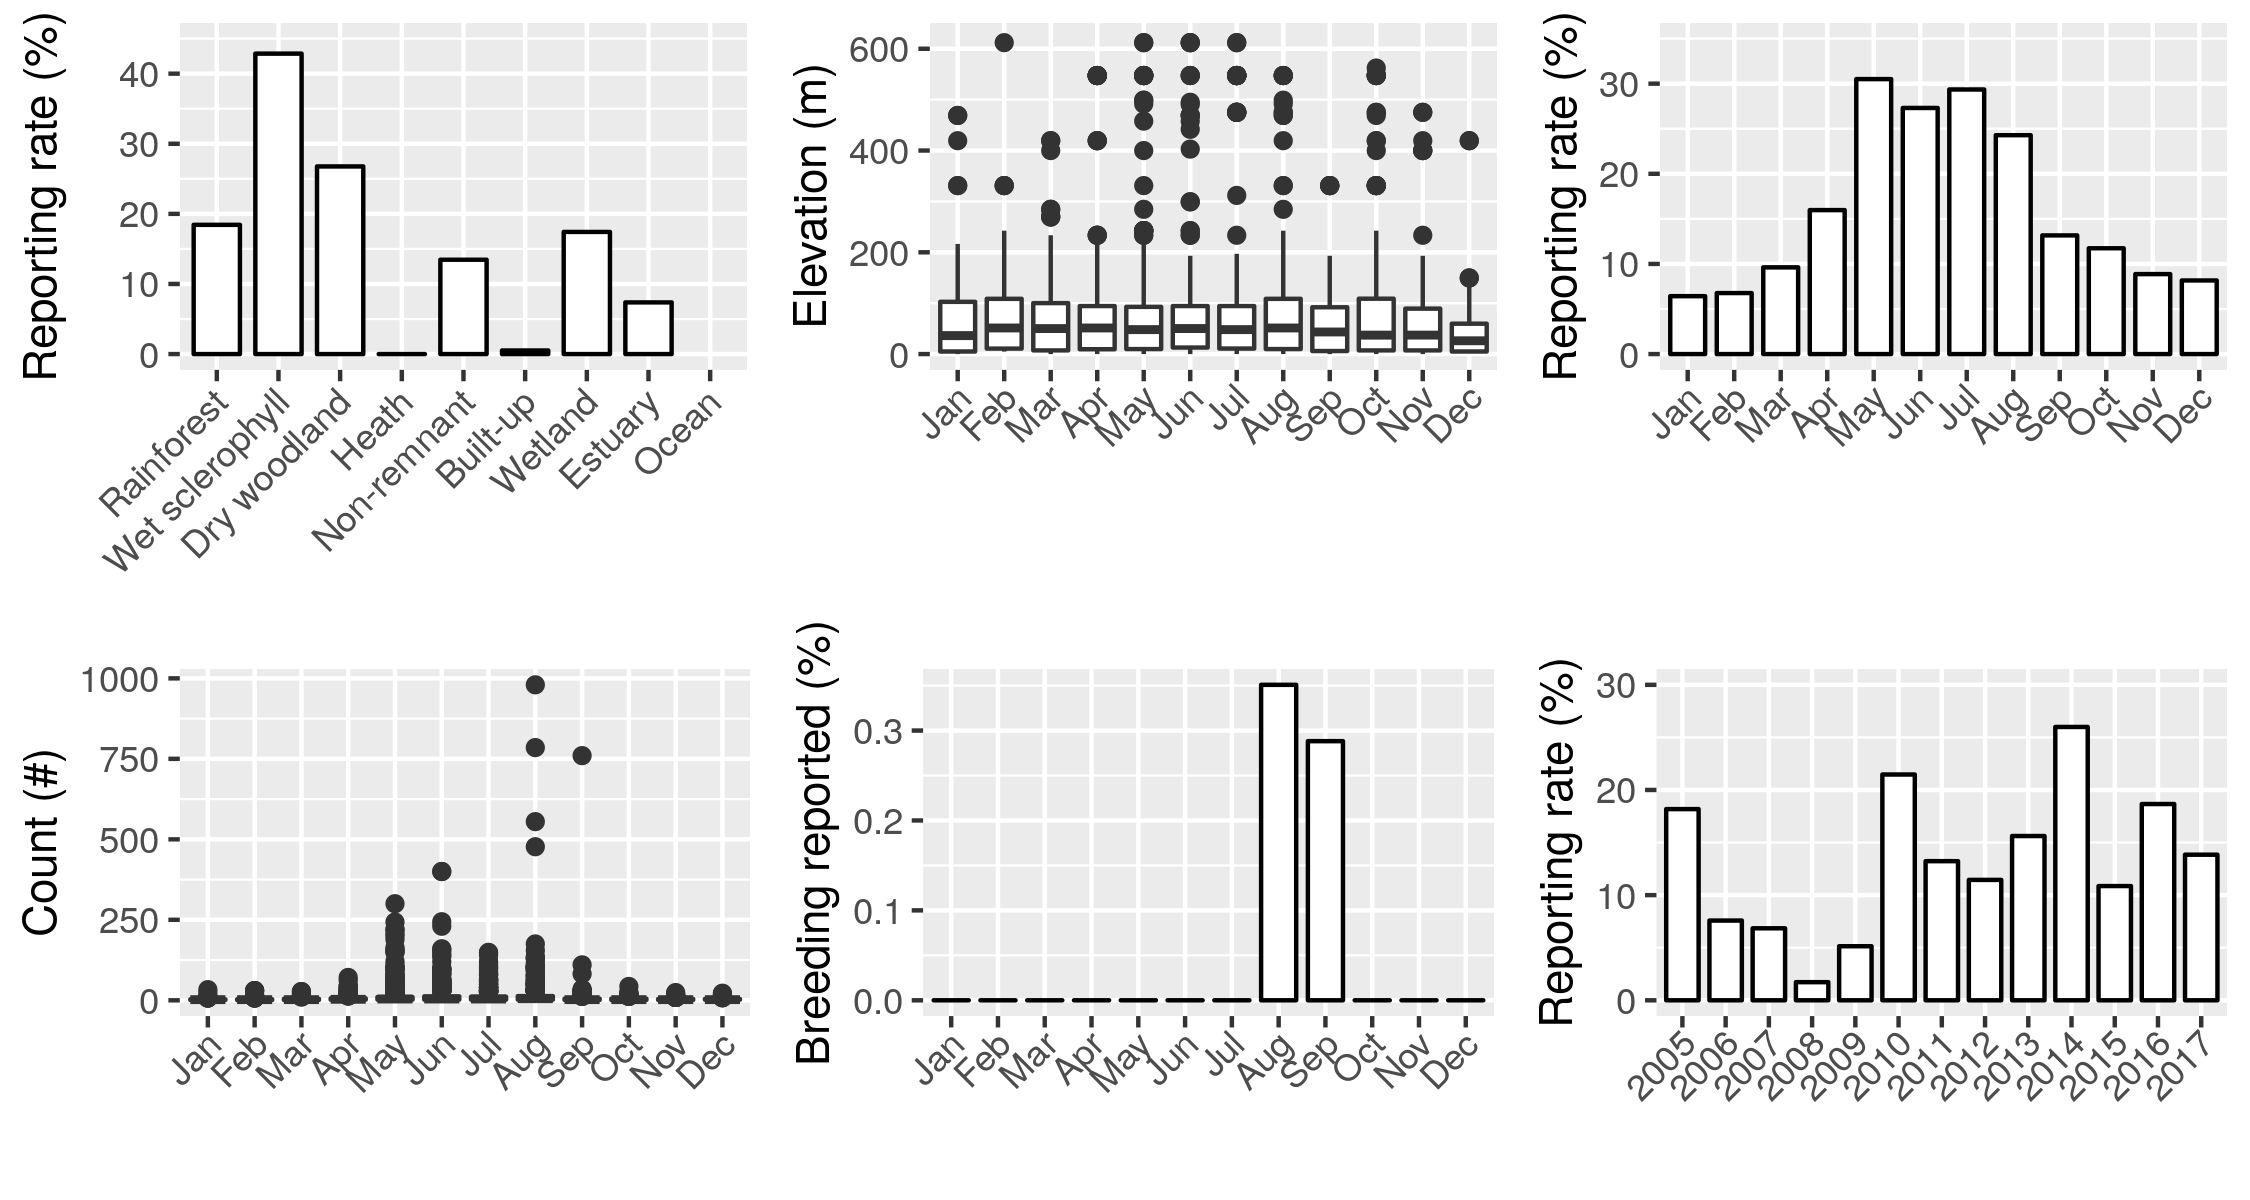 Reporting rate (%)
40
30
20
10
0
Rainforest
Wet sclerophyll
Dry woodland
Heath
Non-remnant
Built-up
Wetland
Estuary
Ocean
Elevation (m)
600
400
200
0
Jan
Feb
Mar
Apr
May
Jun
Jul
Aug
Sep
Oct
Nov
Dec
Reporting rate (%)
30
20
10
0
Jan
Feb
Mar
Apr
May
Jun
Jul
Aug
Sep
Oct
Nov
Dec
Count (#)
1000
750
500
250
0
Jan
Feb
Mar
Apr
May
Jun
Jul
Aug
Sep
Oct
Nov
Dec
Breeding reported (%)
0.3
0.2
0.1
0.0
Jan
Feb
Mar
Apr
May
Jun
Jul
Aug
Sep
Oct
Nov
Dec
Reporting rate (%)
30
20
10
0
2005
2006
2007
2008
2009
2010
2011
2012
2013
2014
2015
2016
2017